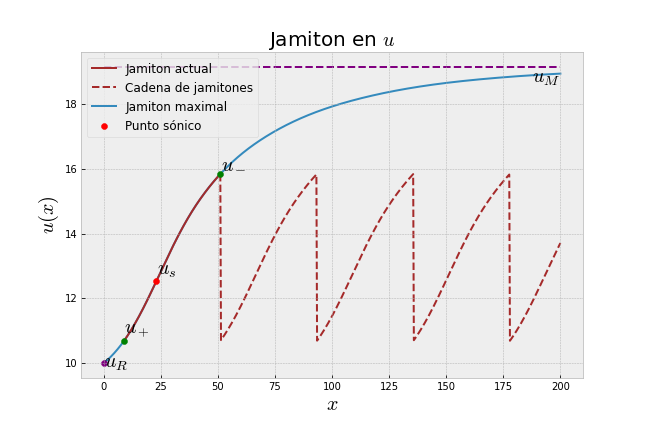 Jamiton en u
Jamiton actual
Cadena de jamitones
Jamiton maximal
Punto sónico
u_M
u_-
u_s
u_+
u_R
u(x)
18
16
14
12
10
0 25 50 75 100 125 150 175 200
x